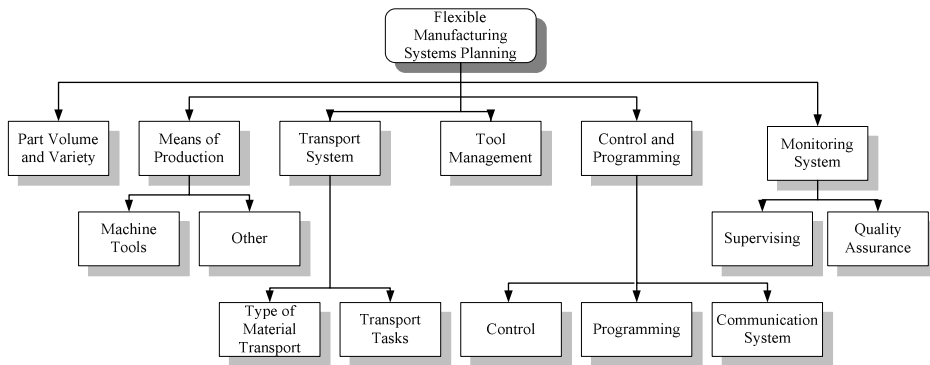 Flexible
Manufacturing
Systems Planning
Part Volume
and Variety
Means of
Production
Transport
System
Tool
Management
Control and
Programming
Monitoring
System
Machine
Tools
Other
Supervising
Quality
Assurance
Type of
Material
Transport
Transport
Tasks
Control
Programming
Communication
System